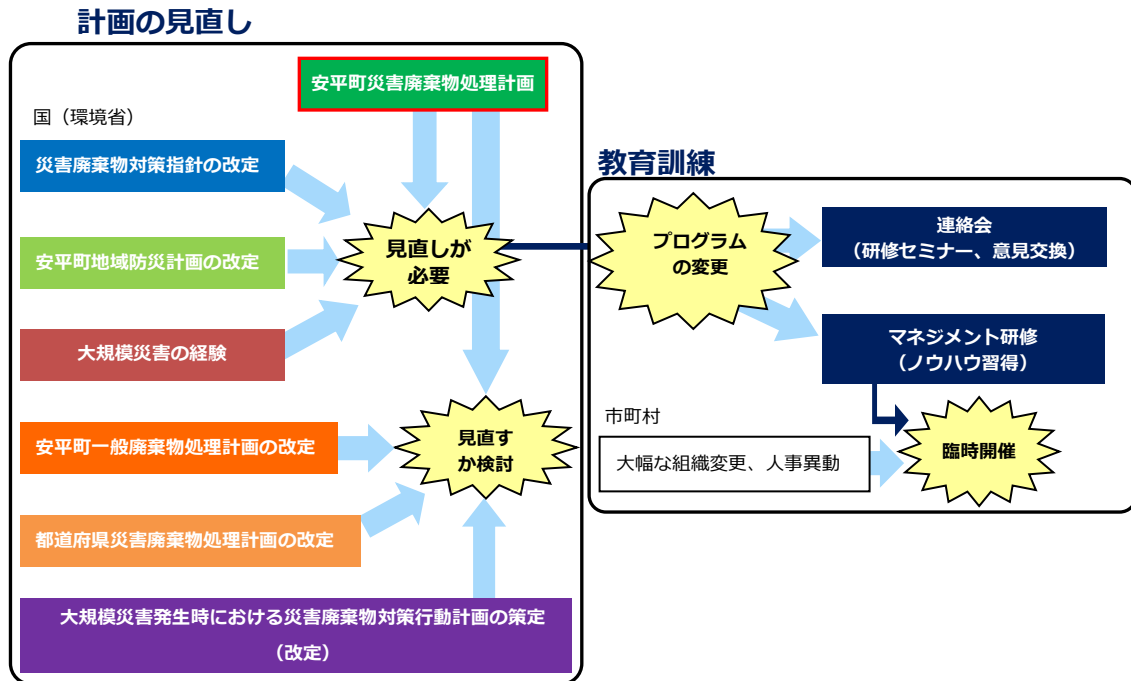 計画の見直し
安平町災害廃棄物処理計画
国（環境省）
災害廃棄物対策指針の改定
安平町地域防災計画の改定
大規模災害の経験
見直しが
必要
安平町一般廃棄物処理計画の改定
都道府県災害廃棄物処理計画の改定
見直す
か検討
大規模災害発生時における災害廃棄物対策行動計画の策定
（改定）
教育訓練
プログラム
の変更
連絡会
（研修セミナー、意見交換）
マネジメント研修
（ノウハウ習得）
市町村
大幅な組織変更、人事異動
臨時開催